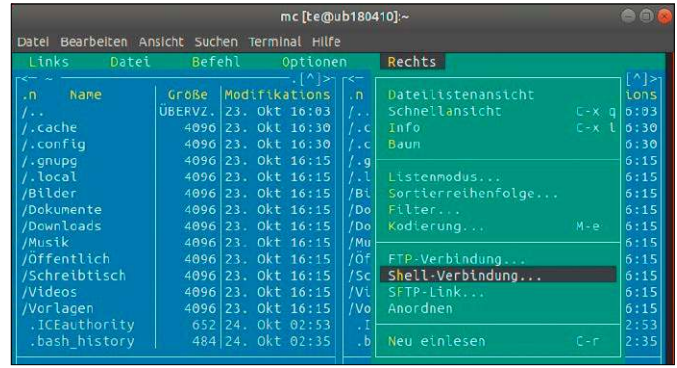 mc [te@ub180410]:~
Datei Bearbeiten Ansicht Suchen Terminal Hilfe
Links Datei Befehl Optionen Rechts
<─ ~ .[^]> <─ [^]>
.n Name Größe Modifikations .n Dateilistenansicht ions
/.. ÜBERVZ. 23. Okt 16:03 /.. Schnellansicht C-x q 6:03
/.cache 4096 23. Okt 16:30 /.c Info C-x l 6:30
/.config 4096 23. Okt 16:30 /.c Baum 6:30
/.gnupg 4096 23. Okt 16:15 /.g 6:15
/.local 4096 23. Okt 16:15 /.l Listenmodus... 6:15
/Bilder 4096 23. Okt 16:15 /Bi Sortierreihenfolge... 6:15
/Dokumente 4096 23. Okt 16:15 /Do Filter... 6:15
/Downloads 4096 23. Okt 16:15 /Do Kodierung... M-e 6:15
/Musik 4096 23. Okt 16:15 /Mu 6:15
/Öffentlich 4096 23. Okt 16:15 /Öf FTP-Verbindung... 6:15
/Schreibtisch 4096 23. Okt 16:15 /Sc Shell-Verbindung... 6:15
/Videos 4096 23. Okt 16:15 /Vi SFTP-Link... 6:15
/Vorlagen 4096 23. Okt 16:15 /Vo Anordnen 6:15
.ICEauthority 652 24. Okt 02:53 .I 2:53
.bash_history 484 24. Okt 02:35 .b Neu einlesen C-r 2:35